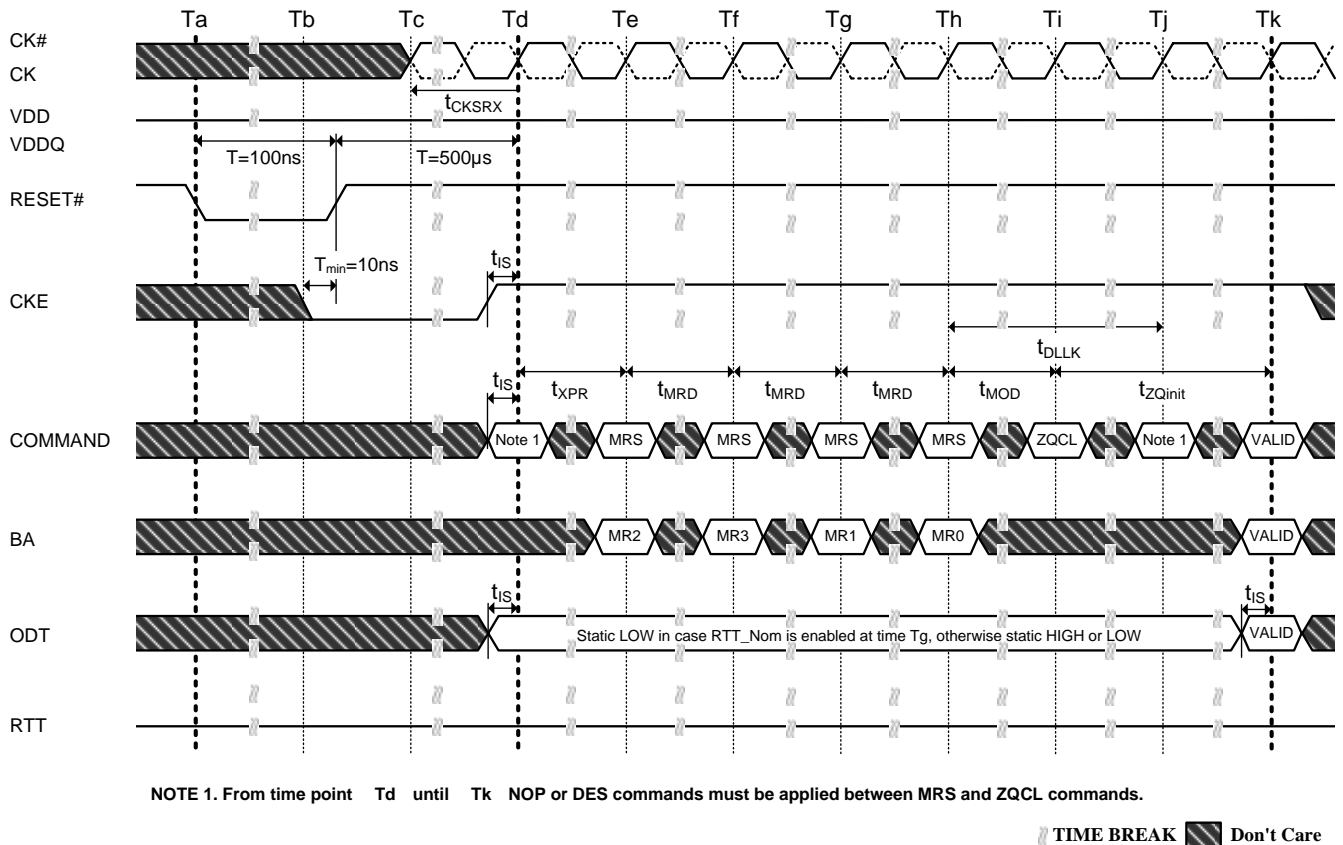 Ta Tb Tc Td Te Tf Tg Th Ti Tj Tk
CK#
CK
tCKSRX
VDD
VDDQ
T=100ns T=500µs
RESET#
Tmin=10ns tIS
CKE
tDLLK
tIS tXPR tMRD tMRD tMRD tMOD tZQinit
COMMAND Note 1 MRS MRS MRS MRS ZQCL Note 1 VALID
BA MR2 MR3 MR1 MR0 VALID
tIS tIS
ODT Static LOW in case RTT_Nom is enabled at time Tg, otherwise static HIGH or LOW VALID
RTT
NOTE 1. From time point Td until Tk NOP or DES commands must be applied between MRS and ZQCL commands.
TIME BREAK Don't Care